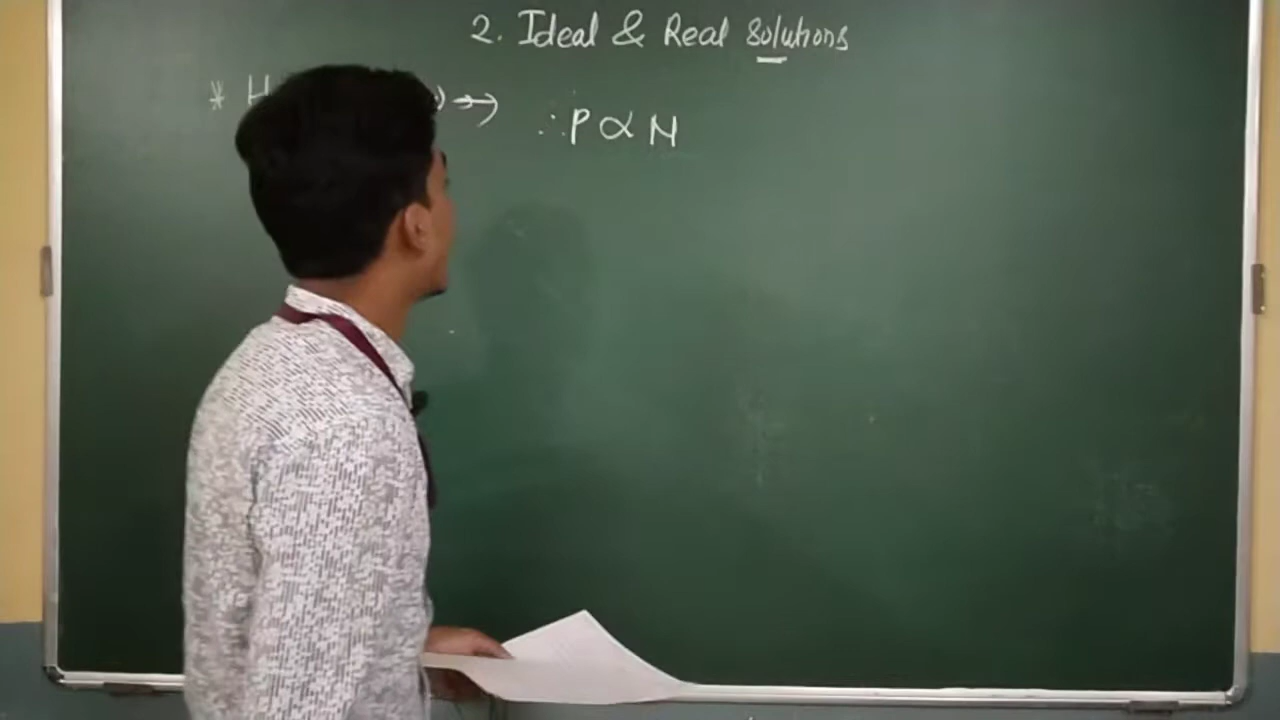 2. Ideal & Real Solutions
* H ) → ∴ P ∝ N